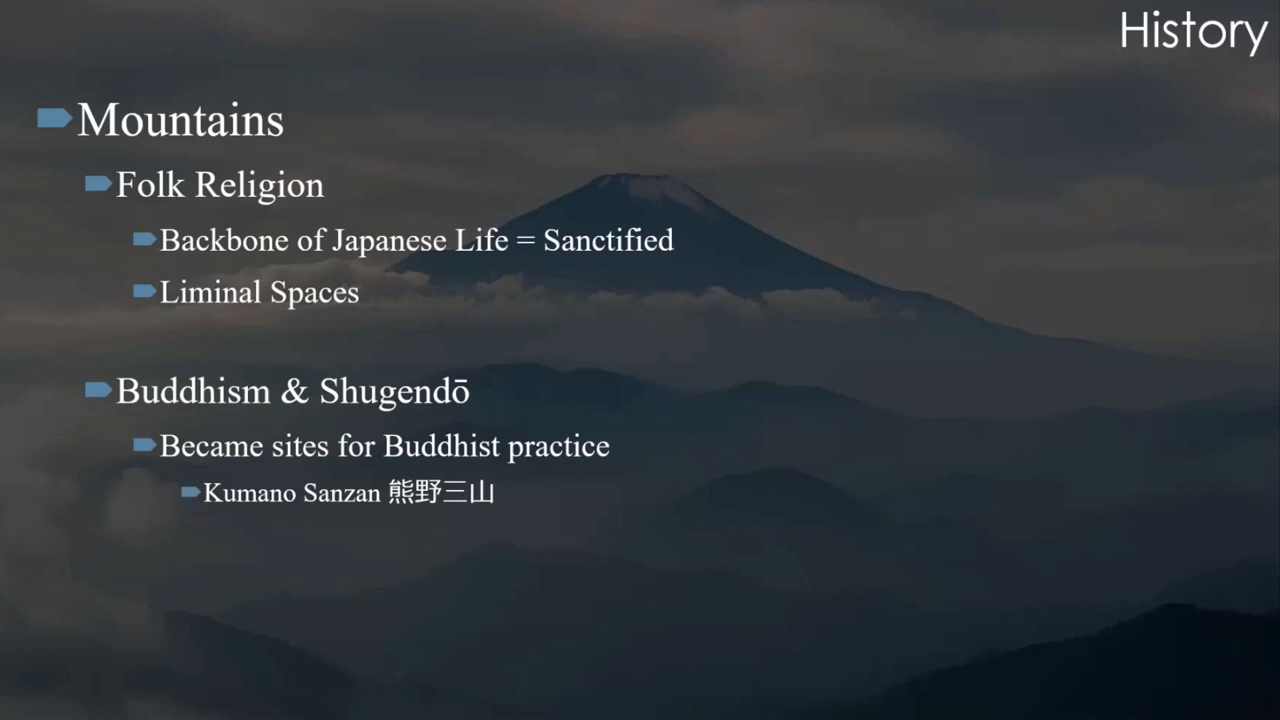 History
Mountains
Folk Religion
Backbone of Japanese Life = Sanctified
Liminal Spaces
Buddhism & Shugendō
Became sites for Buddhist practice
Kumano Sanzan 熊野三山